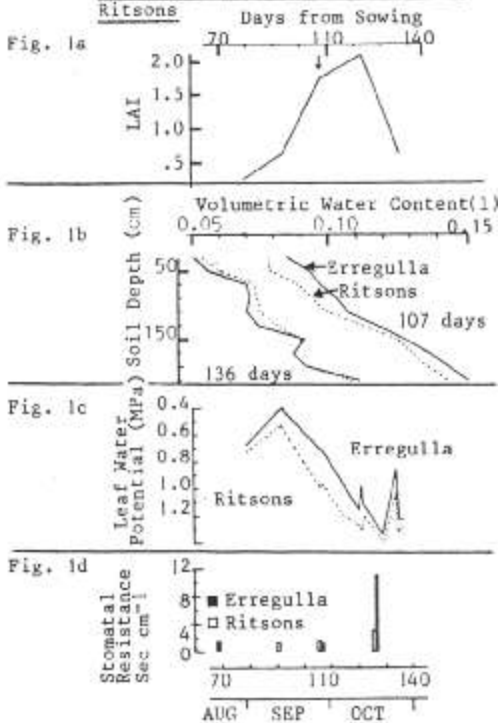 Ritsons
Days from Sowing
Fig. 1a
70 110 140
LAI
2.0
1.5
1.0
.5
Volumetric Water Content(1)
0.05 0.10 0.15
Fig. 1b
Soil Depth (cm)
50
150
Erregulla
Ritsons
107 days
136 days
Fig. 1c
Leaf Water
Potential (MPa)
0.4
0.6
0.8
1.0
1.2
Erregulla
Ritsons
Fig. 1d
Stomatal
Resistance
Sec cm⁻¹
12
8
4
0
Erregulla
Ritsons
70 110 140
AUG SEP OCT